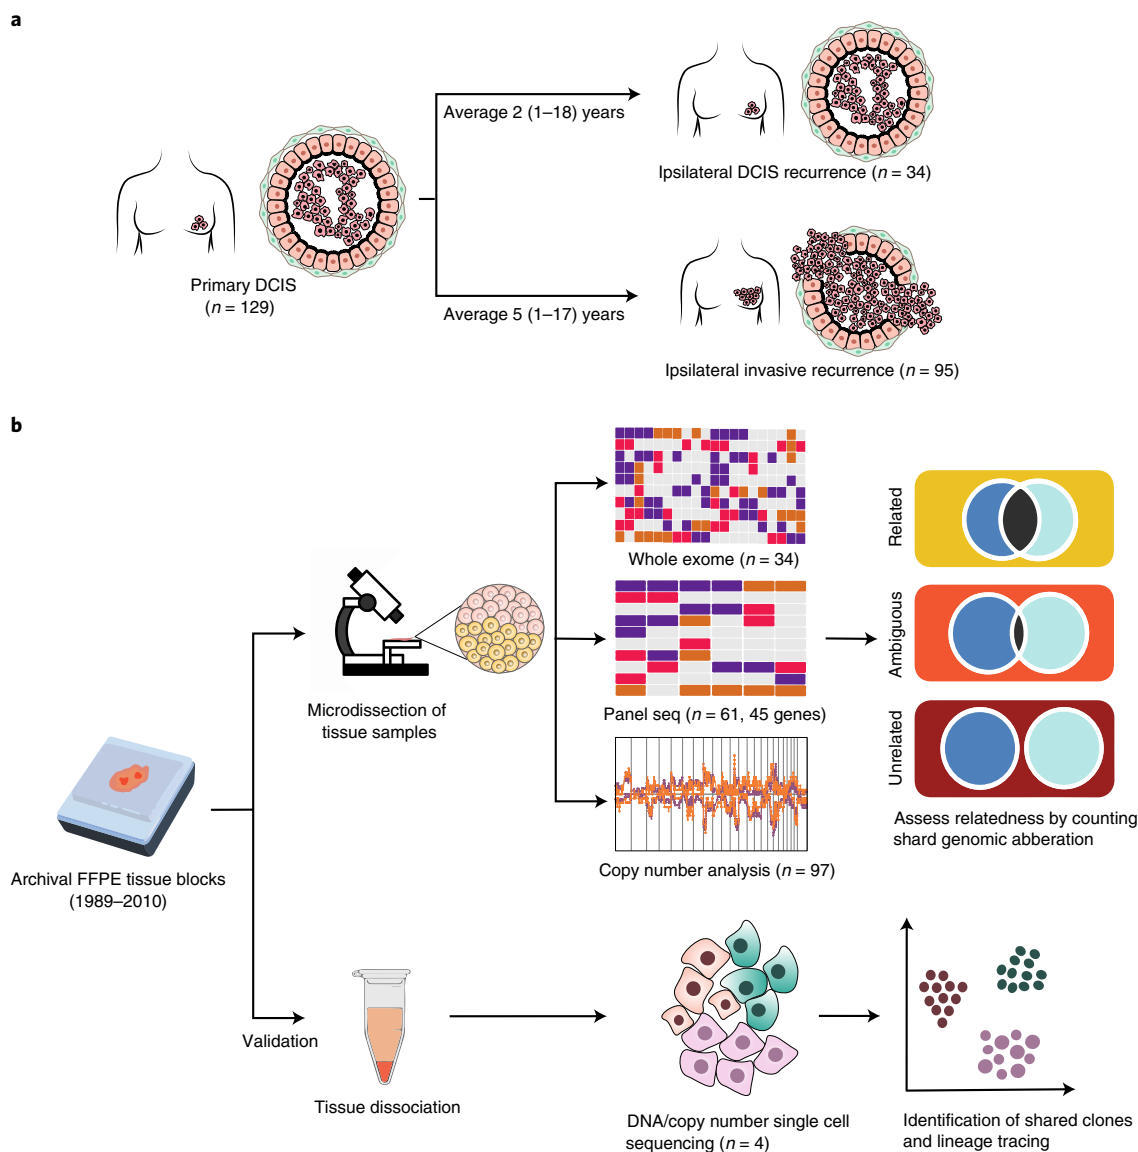 a
Average 2 (1–18) years
Ipsilateral DCIS recurrence (n = 34)
Primary DCIS
(n = 129)
Average 5 (1–17) years
Ipsilateral invasive recurrence (n = 95)
b
Whole exome (n = 34)
Related
Microdissection of
tissue samples
Panel seq (n = 61, 45 genes)
Ambiguous
Unrelated
Assess relatedness by counting
shard genomic abberation
Copy number analysis (n = 97)
Archival FFPE tissue blocks
(1989–2010)
Validation
Tissue dissociation
DNA/copy number single cell
sequencing (n = 4)
Identification of shared clones
and lineage tracing